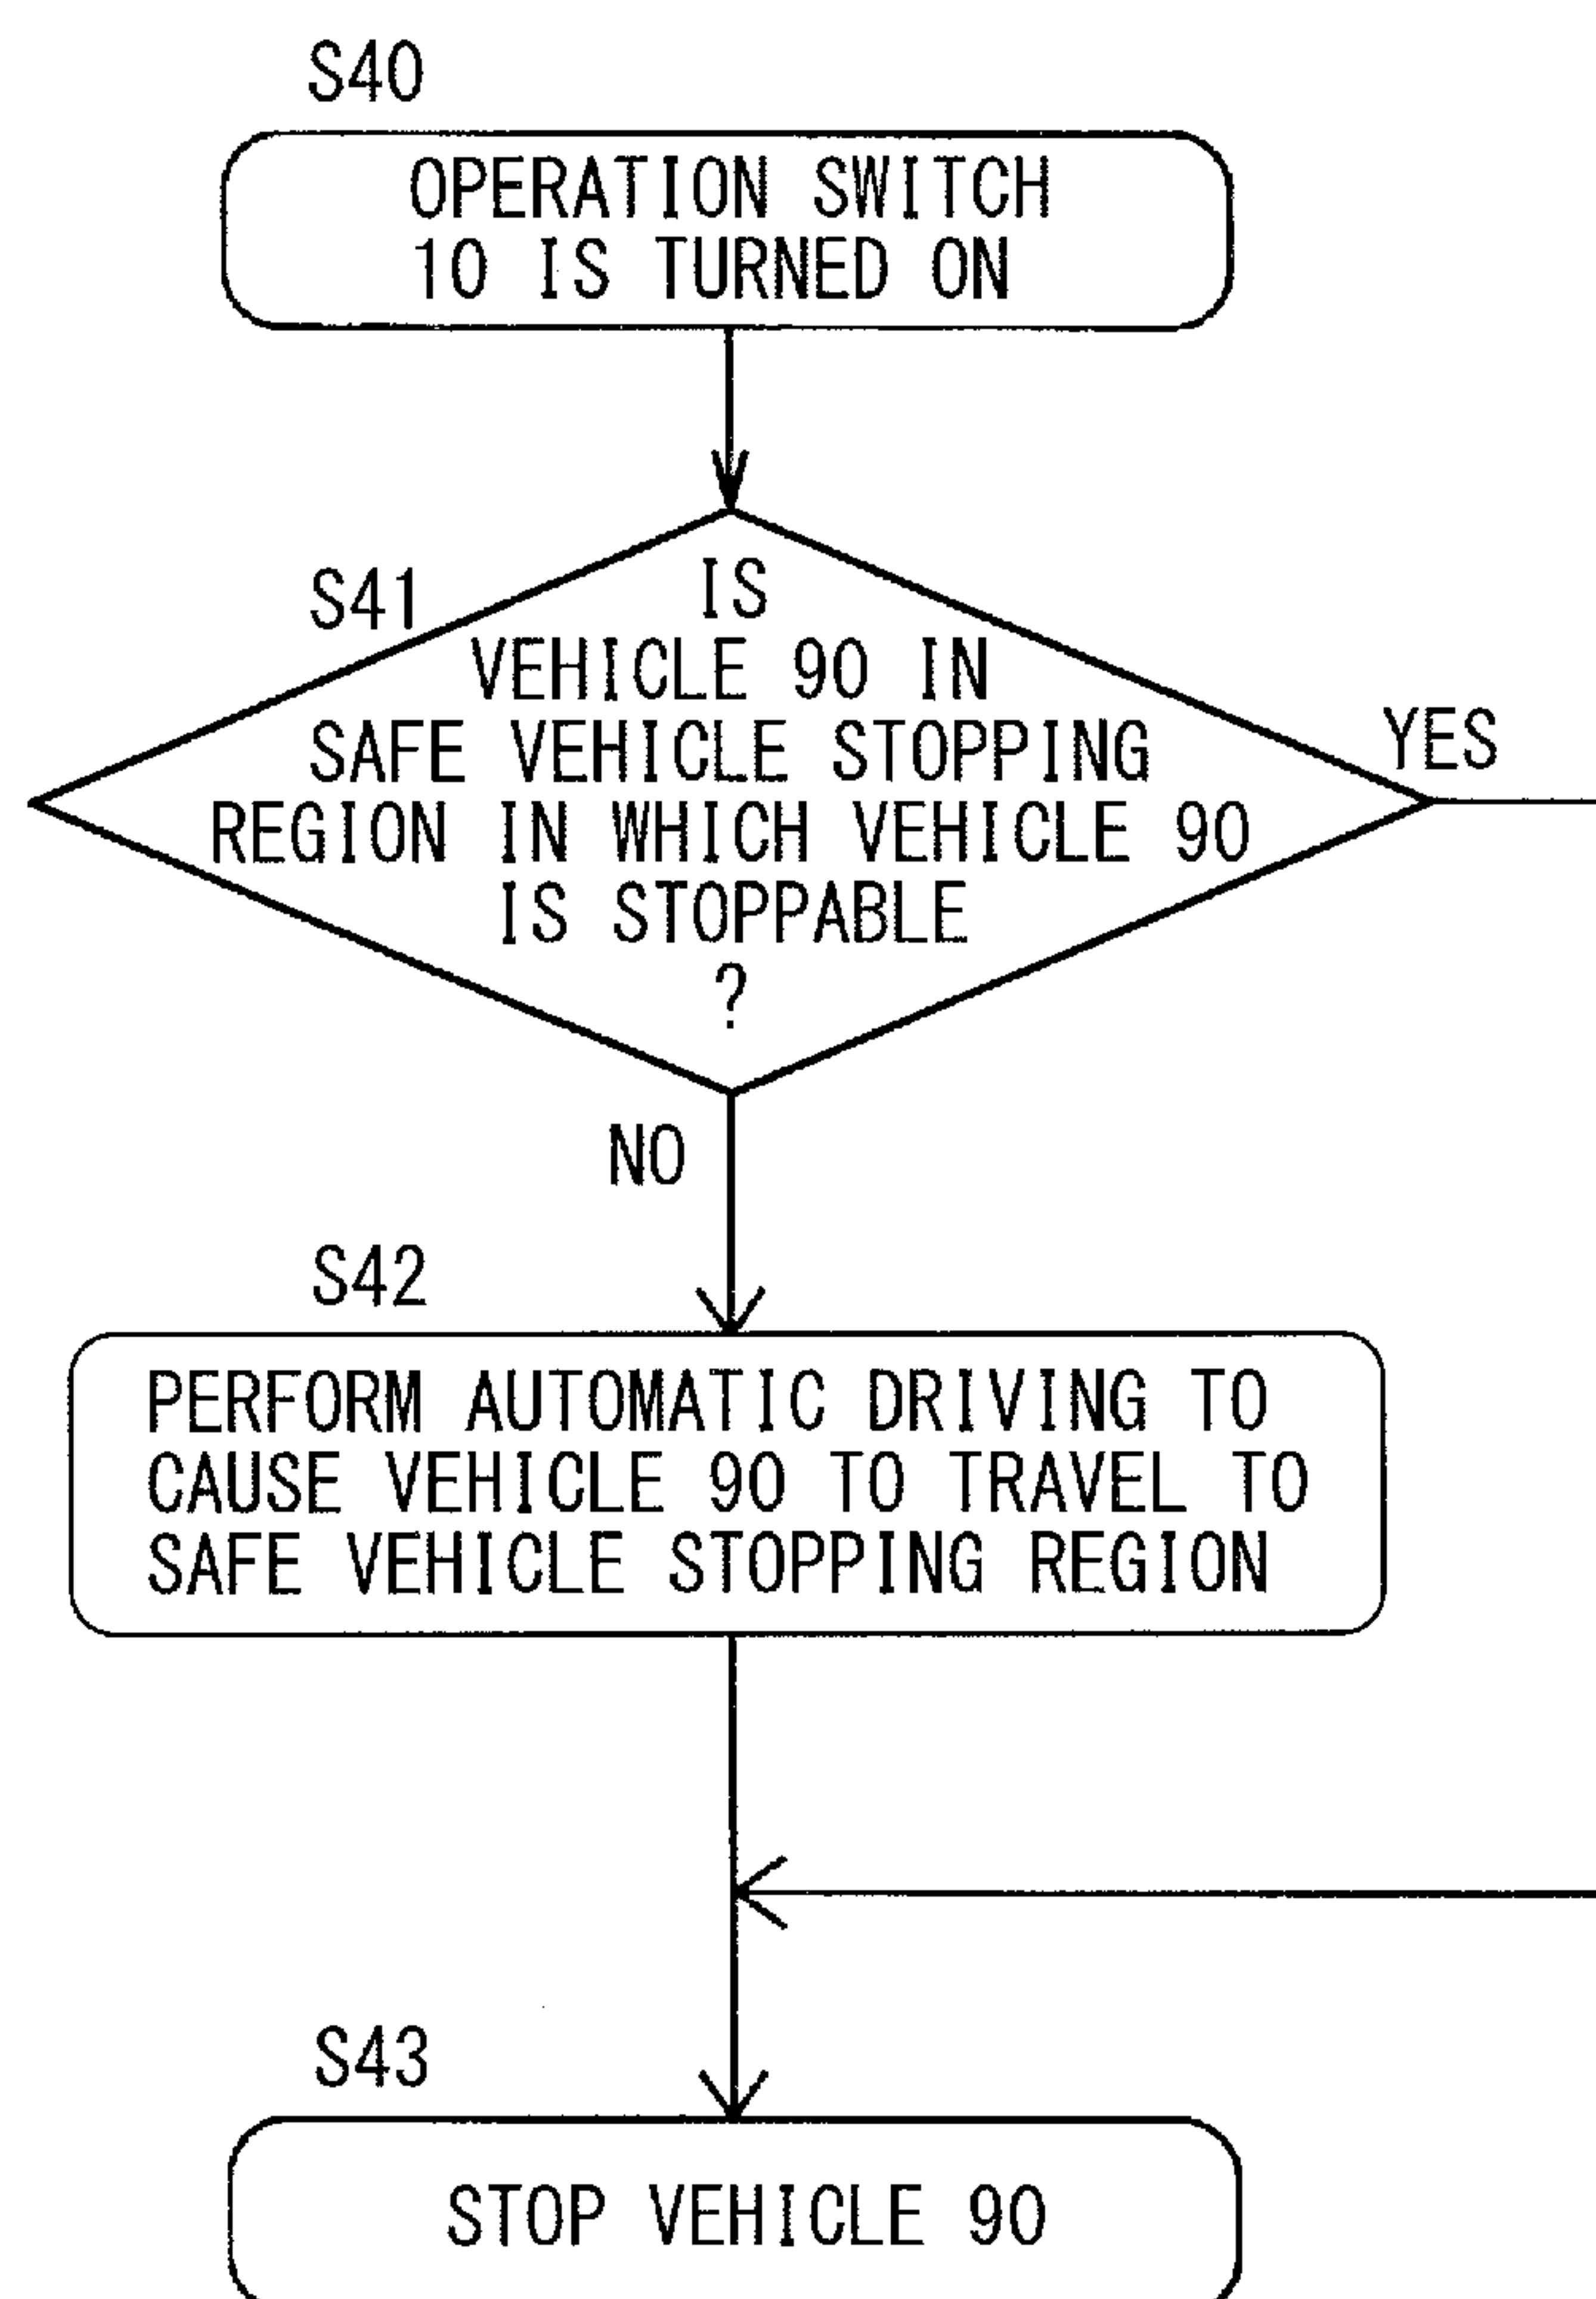 S40
OPERATION SWITCH
10 IS TURNED ON
S41
IS
VEHICLE 90 IN
SAFE VEHICLE STOPPING
REGION IN WHICH VEHICLE 90
IS STOPPABLE
?
YES
NO
S42
PERFORM AUTOMATIC DRIVING TO
CAUSE VEHICLE 90 TO TRAVEL TO
SAFE VEHICLE STOPPING REGION
S43
STOP VEHICLE 90